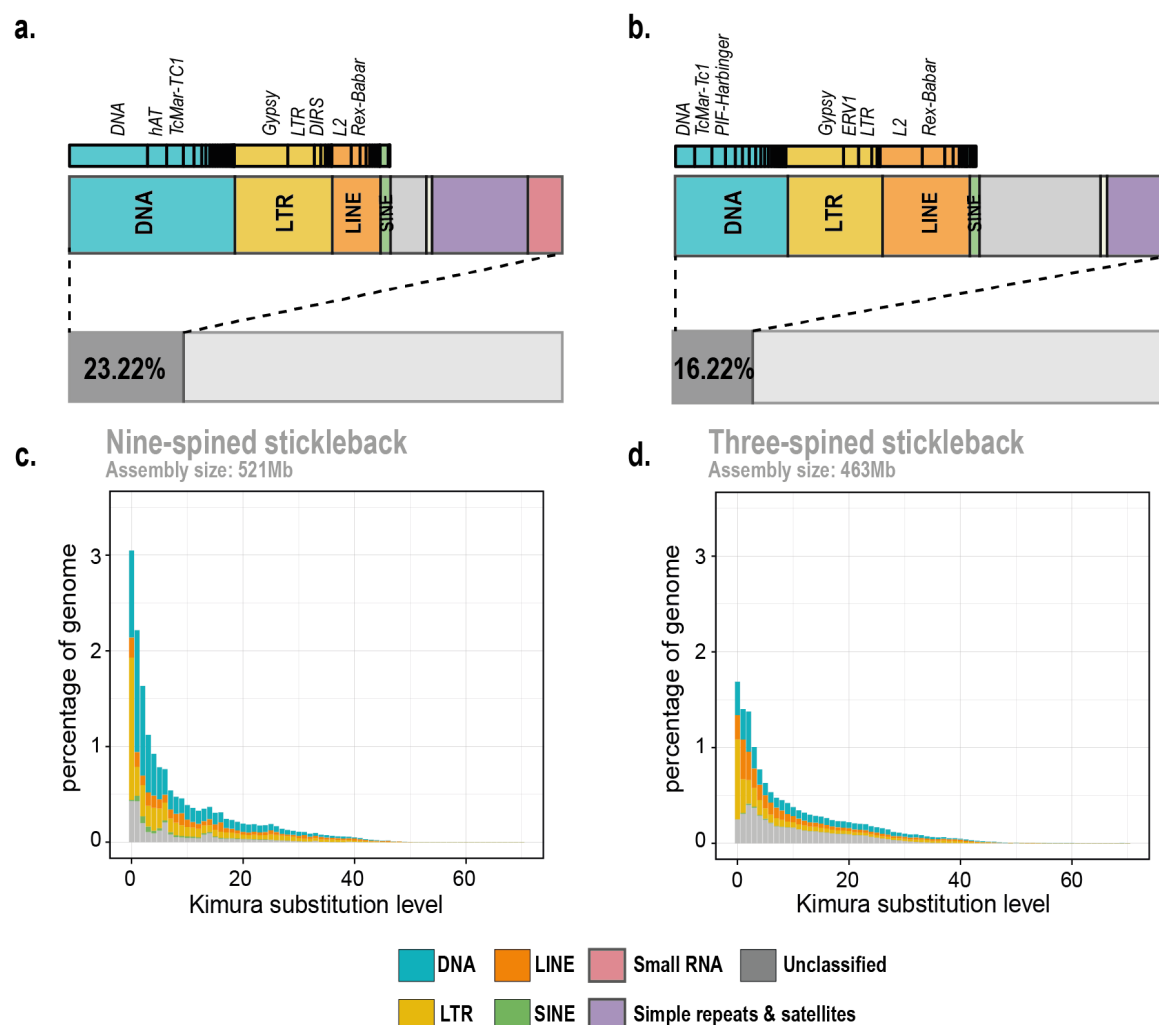 a.
DNA
hAT
TcMar-TC1
Gypsy
LTR
DIRS
L2
Rex-Babar
DNA
LTR
LINE
SINE
23.22%
b.
DNA
TcMar-Tc1
PIF-Harbinger
Gypsy
ERV1
LTR
L2
Rex-Babar
DNA
LTR
LINE
SINE
16.22%
c.
Nine-spined stickleback
Assembly size: 521Mb
percentage of genome
3
2
1
0
0 20 40 60
Kimura substitution level
d.
Three-spined stickleback
Assembly size: 463Mb
percentage of genome
3
2
1
0
0 20 40 60
Kimura substitution level
DNA LINE Small RNA Unclassified
LTR SINE Simple repeats & satellites